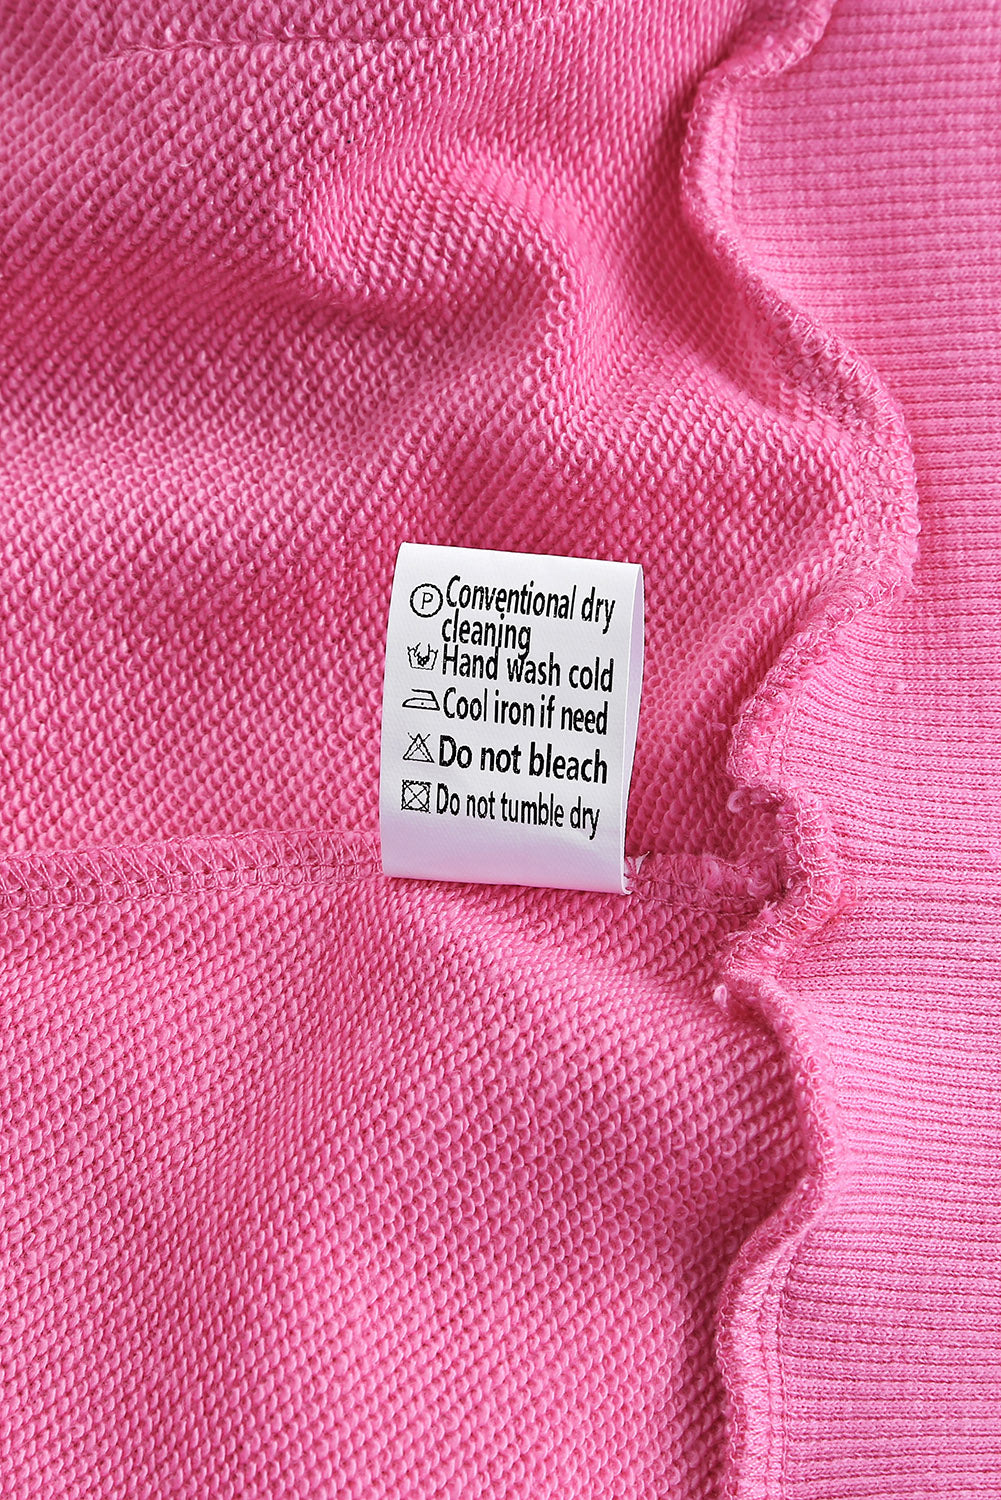 P Conventional dry
cleaning
Hand wash cold
Cool iron if need
Do not bleach
Do not tumble dry